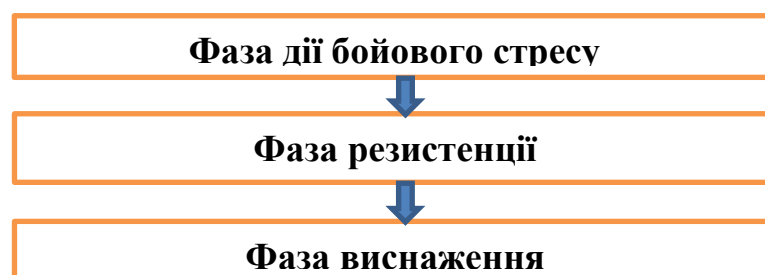 Фаза дії бойового стресу
Фаза резистенції
Фаза виснаження